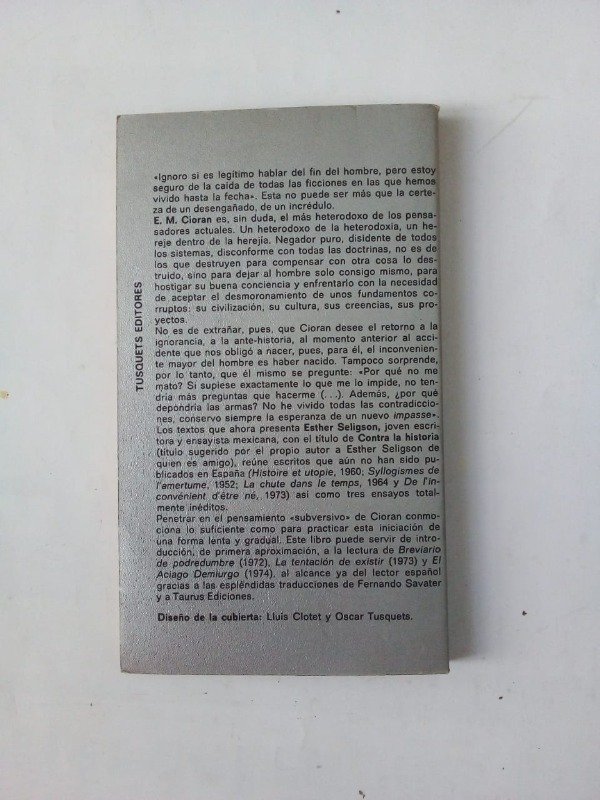 «Ignoro si es legítimo hablar del fin del hombre, pero estoy
seguro de la caída de todas las ficciones en las que hemos
vivido hasta la fecha». Esta no puede ser más que la certe-
za de un desengañado, de un incrédulo.
E. M. Cioran es, sin duda, el más heterodoxo de los pensa-
sadores actuales. Un heterodoxo de la heterodoxia, un he-
reje dentro de la herejía. Negador puro, disidente de todos
los sistemas, disconforme con todas las doctrinas, no es de
los que destruyen para compensar con otra cosa lo des-
truido, sino para dejar al hombre solo consigo mismo, para
hostigar su buena conciencia y enfrentarlo con la necesidad
de aceptar el desmoronamiento de unos fundamentos co-
rruptos: su civilización, su cultura, sus creencias, sus pro-
yectos.
No es de extrañar, pues, que Cioran desee el retorno a la
ignorancia, a la ante-historia, al momento anterior al acci-
dente que nos obligó a nacer, pues, para él, el inconvenien-
te mayor del hombre es haber nacido. Tampoco sorprende,
por lo tanto, que él mismo se pregunte: «Por qué no me
mato? Si supiese exactamente lo que me lo impide, no ten-
dría más preguntas que hacerme (...). Además, ¿por qué
depondría las armas? No he vivido todas las contradiccio-
nes, conservo siempre la esperanza de un nuevo impasse».
Los textos que ahora presenta Esther Seligson, joven escri-
tora y ensayista mexicana, con el título de Contra la historia
(título sugerido por el propio autor a Esther Seligson de
quien es amigo), reúne escritos que aún no han sido pu-
blicados en España (Histoire et utopie, 1960; Syllogismes de
l'amertume, 1952; La chute dans le temps, 1964 y De l'in-
convénient d'être né, 1973) así como tres ensayos total-
mente inéditos.
Penetrar en el pensamiento «subversivo» de Cioran conmo-
ciona lo suficiente como para practicar esta iniciación de
una forma lenta y gradual. Este libro puede servir de intro-
ducción, de primera aproximación, a la lectura de Breviario
de podredumbre (1972), La tentación de existir (1973) y El
Aciago Demiurgo (1974), al alcance ya del lector español
gracias a las espléndidas traducciones de Fernando Savater
y a Taurus Ediciones.
Diseño de la cubierta: Lluís Clotet y Oscar Tusquets.
TUSQUETS EDITORES